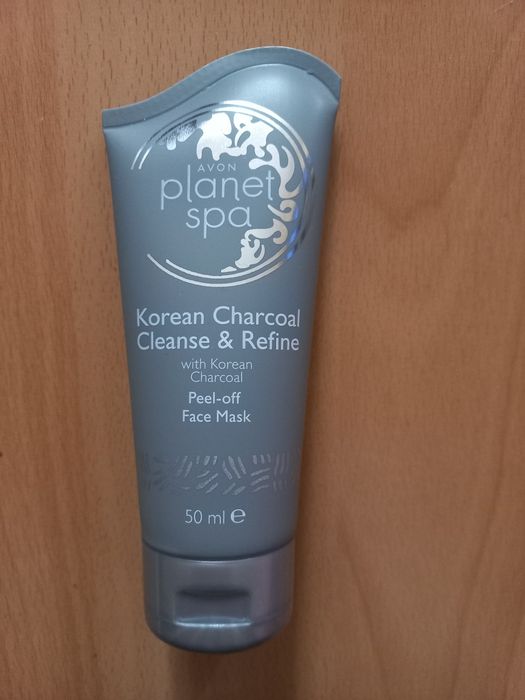 AVON
planet
spa
Korean Charcoal
Cleanse & Refine
with Korean
Charcoal
Peel-off
Face Mask
50 ml ℮